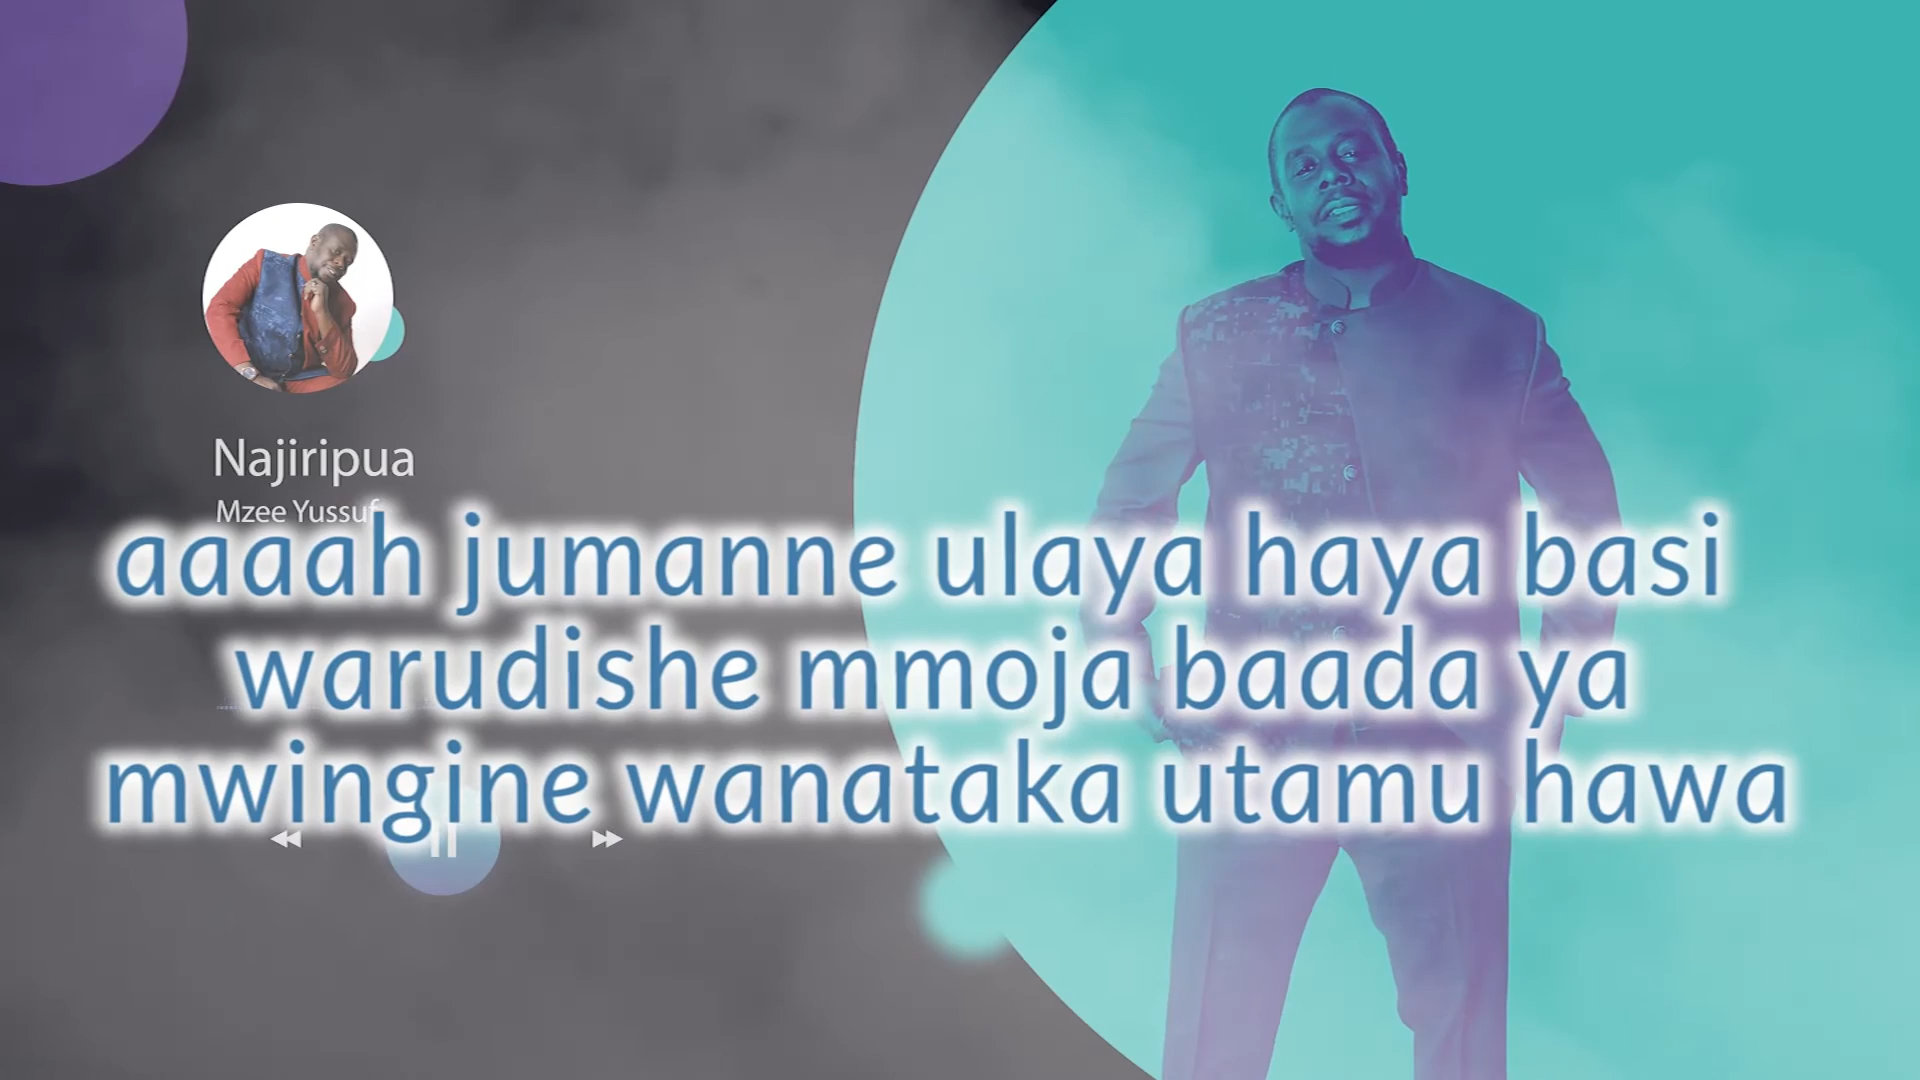 Najiripua
Mzee Yussuf
aaaah jumanne ulaya haya basi
warudishe mmoja baada ya
mwingine wanataka utamu hawa